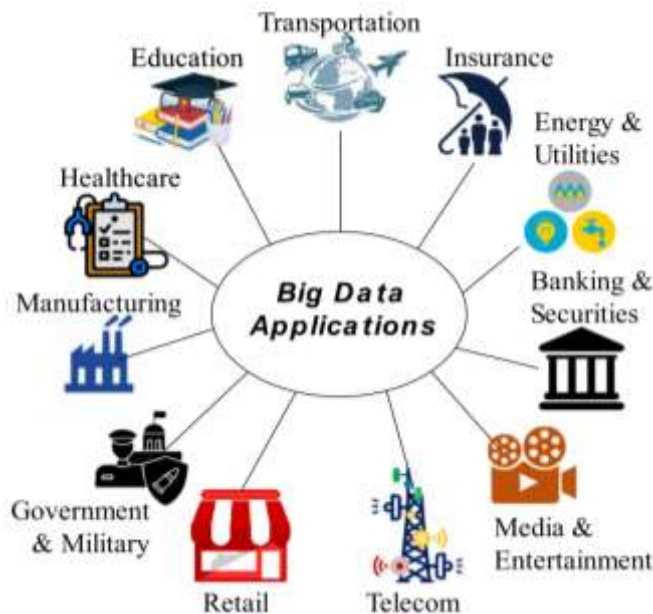 Transportation
Education
Insurance
Energy &
Utilities
Healthcare
Big Data
Applications
Banking &
Securities
Manufacturing
Government
& Military
Media &
Entertainment
Retail
Telecom